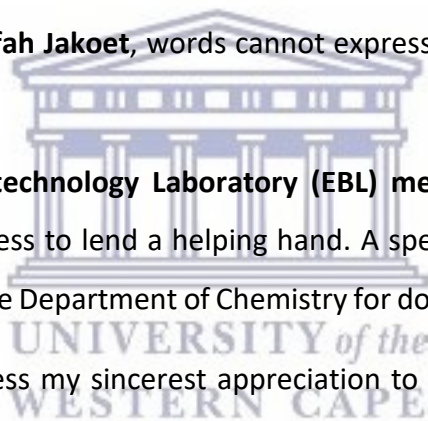 fah Jakoet, words cannot express
technology Laboratory (EBL) me
ess to lend a helping hand. A spe
e Department of Chemistry for do
UNIVERSITY of the
ess my sincerest appreciation to
WESTERN CAPE